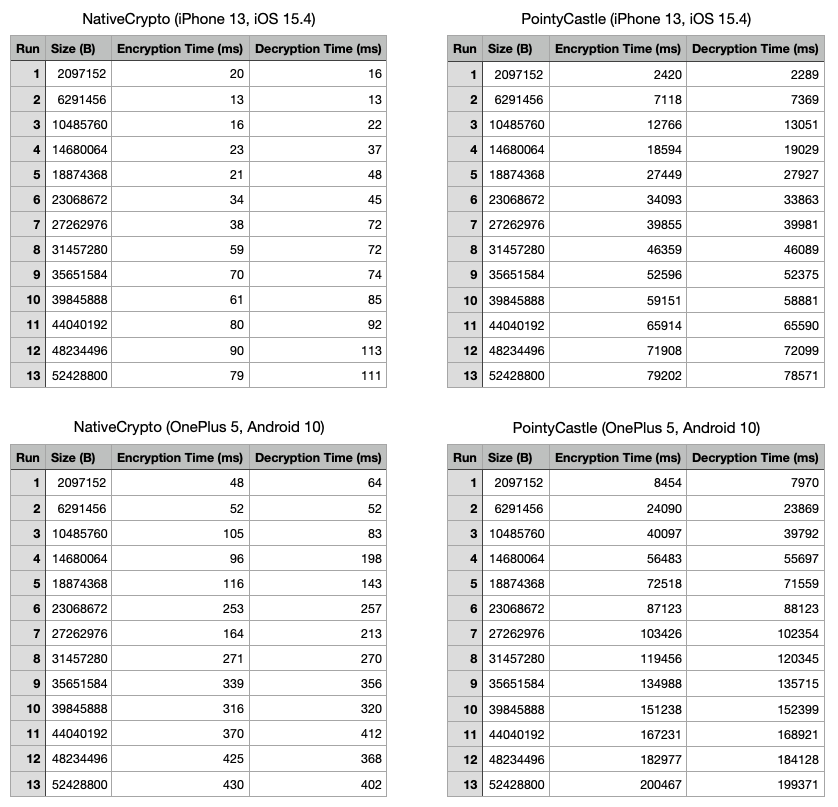 NativeCrypto (iPhone 13, iOS 15.4)
Run Size (B) Encryption Time (ms) Decryption Time (ms)
1 2097152 20 16
2 6291456 13 13
3 10485760 16 22
4 14680064 23 37
5 18874368 21 48
6 23068672 34 45
7 27262976 38 72
8 31457280 59 72
9 35651584 70 74
10 39845888 61 85
11 44040192 80 92
12 48234496 90 113
13 52428800 79 111
PointyCastle (iPhone 13, iOS 15.4)
Run Size (B) Encryption Time (ms) Decryption Time (ms)
1 2097152 2420 2289
2 6291456 7118 7369
3 10485760 12766 13051
4 14680064 18594 19029
5 18874368 27449 27927
6 23068672 34093 33863
7 27262976 39855 39981
8 31457280 46359 46089
9 35651584 52596 52375
10 39845888 59151 58881
11 44040192 65914 65590
12 48234496 71908 72099
13 52428800 79202 78571
NativeCrypto (OnePlus 5, Android 10)
Run Size (B) Encryption Time (ms) Decryption Time (ms)
1 2097152 48 64
2 6291456 52 52
3 10485760 105 83
4 14680064 96 198
5 18874368 116 143
6 23068672 253 257
7 27262976 164 213
8 31457280 271 270
9 35651584 339 356
10 39845888 316 320
11 44040192 370 412
12 48234496 425 368
13 52428800 430 402
PointyCastle (OnePlus 5, Android 10)
Run Size (B) Encryption Time (ms) Decryption Time (ms)
1 2097152 8454 7970
2 6291456 24090 23869
3 10485760 40097 39792
4 14680064 56483 55697
5 18874368 72518 71559
6 23068672 87123 88123
7 27262976 103426 102354
8 31457280 119456 120345
9 35651584 134988 135715
10 39845888 151238 152399
11 44040192 167231 168921
12 48234496 182977 184128
13 52428800 200467 199371